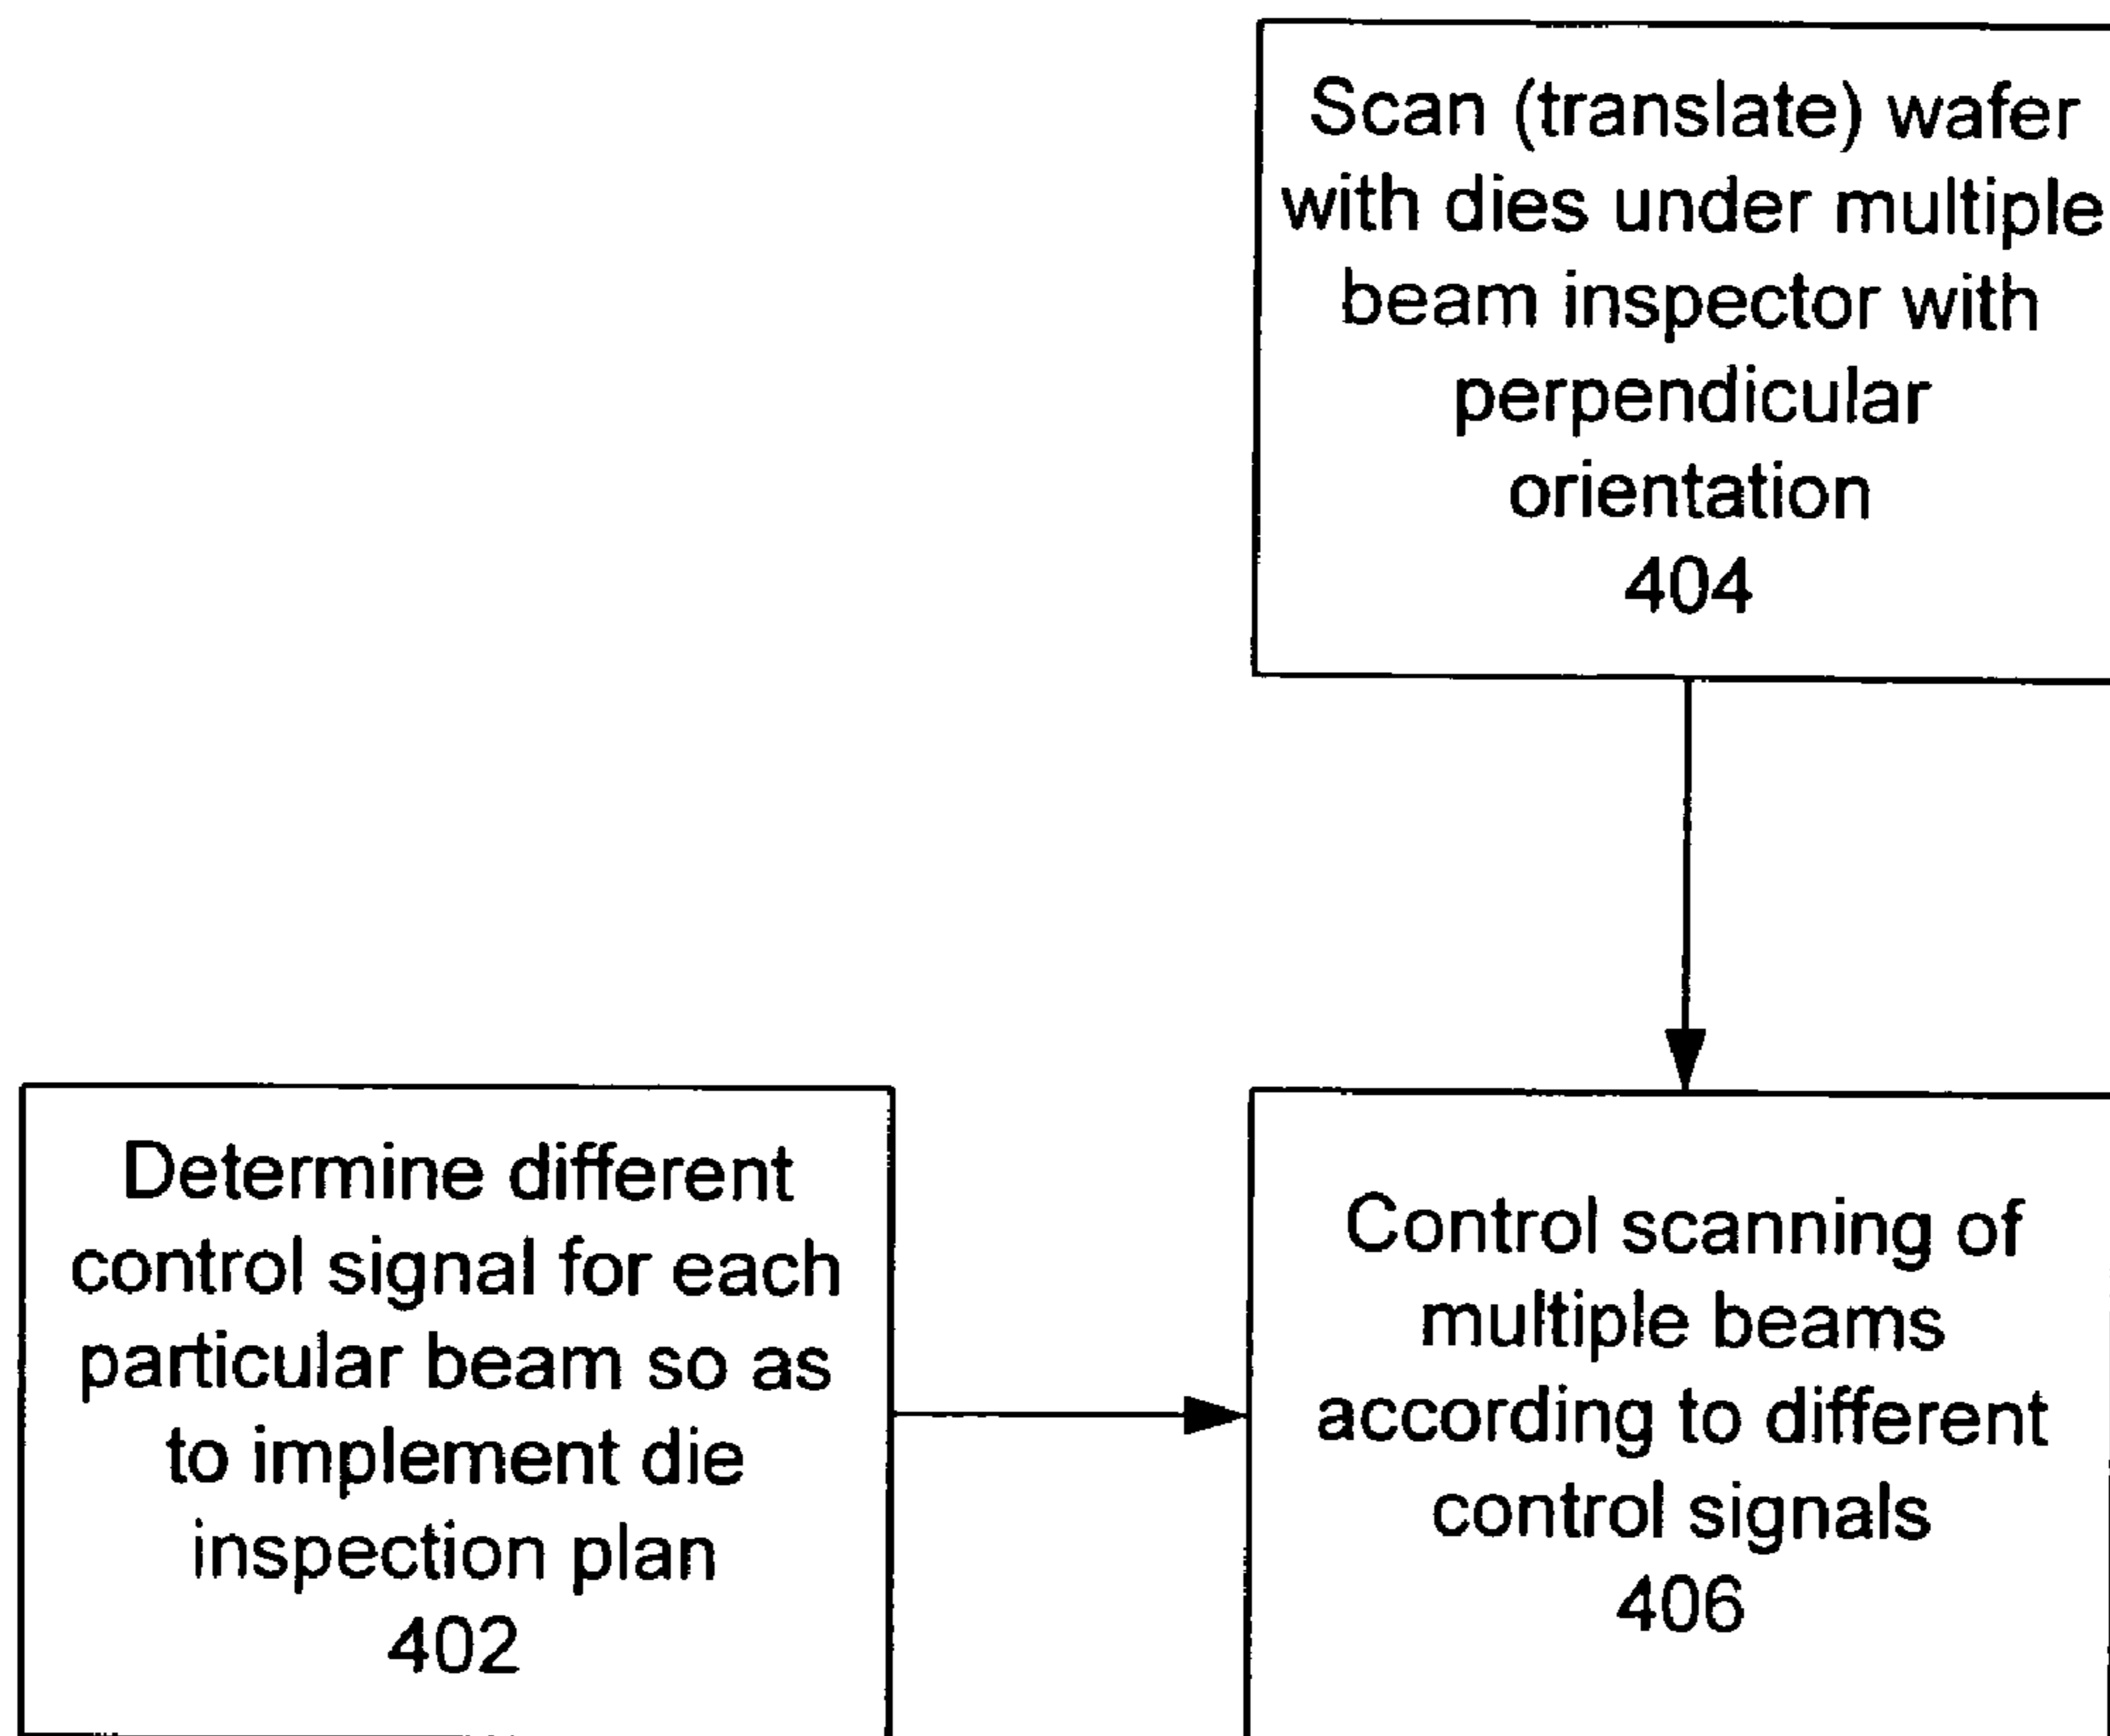 Scan (translate) wafer
with dies under multiple
beam inspector with
perpendicular
orientation
404
Determine different
control signal for each
particular beam so as
to implement die
inspection plan
402
Control scanning of
multiple beams
according to different
control signals
406